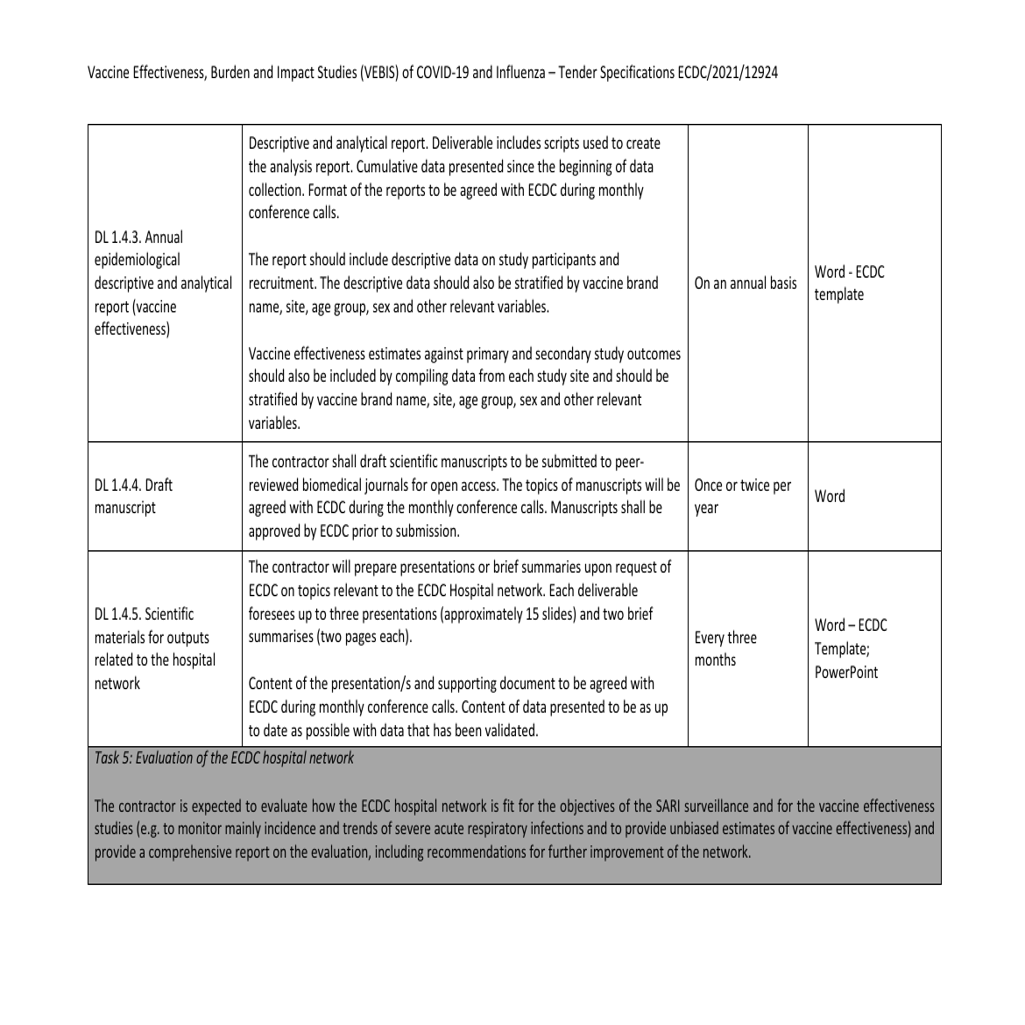 Vaccine Effectiveness, Burden and Impact Studies (VEBIS) of COVID-19 and Influenza – Tender Specifications ECDC/2021/12924
DL 1.4.3. Annual
epidemiological
descriptive and analytical
report (vaccine
effectiveness)
Descriptive and analytical report. Deliverable includes scripts used to create
the analysis report. Cumulative data presented since the beginning of data
collection. Format of the reports to be agreed with ECDC during monthly
conference calls.
The report should include descriptive data on study participants and
recruitment. The descriptive data should also be stratified by vaccine brand
name, site, age group, sex and other relevant variables.
Vaccine effectiveness estimates against primary and secondary study outcomes
should also be included by compiling data from each study site and should be
stratified by vaccine brand name, site, age group, sex and other relevant
variables.
On an annual basis
Word - ECDC
template
DL 1.4.4. Draft
manuscript
The contractor shall draft scientific manuscripts to be submitted to peer-
reviewed biomedical journals for open access. The topics of manuscripts will be
agreed with ECDC during the monthly conference calls. Manuscripts shall be
approved by ECDC prior to submission.
Once or twice per
year
Word
DL 1.4.5. Scientific
materials for outputs
related to the hospital
network
The contractor will prepare presentations or brief summaries upon request of
ECDC on topics relevant to the ECDC Hospital network. Each deliverable
foresees up to three presentations (approximately 15 slides) and two brief
summarises (two pages each).
Content of the presentation/s and supporting document to be agreed with
ECDC during monthly conference calls. Content of data presented to be as up
to date as possible with data that has been validated.
Every three
months
Word – ECDC
Template;
PowerPoint
Task 5: Evaluation of the ECDC hospital network
The contractor is expected to evaluate how the ECDC hospital network is fit for the objectives of the SARI surveillance and for the vaccine effectiveness
studies (e.g. to monitor mainly incidence and trends of severe acute respiratory infections and to provide unbiased estimates of vaccine effectiveness) and
provide a comprehensive report on the evaluation, including recommendations for further improvement of the network.